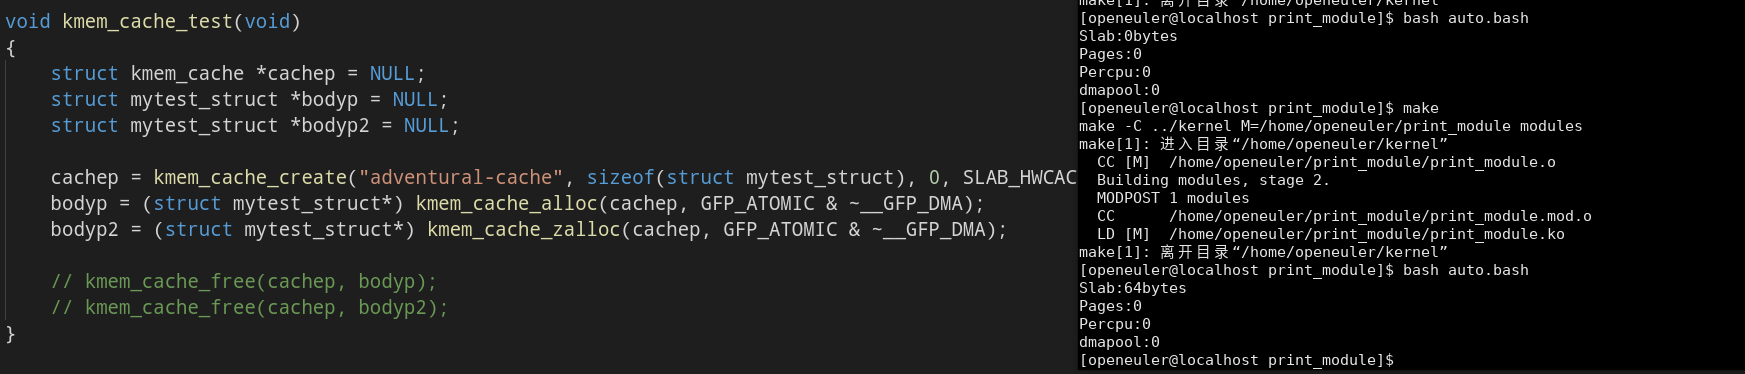 void kmem_cache_test(void)
{
    struct kmem_cache *cachep = NULL;
    struct mytest_struct *bodyp = NULL;
    struct mytest_struct *bodyp2 = NULL;

    cachep = kmem_cache_create("adventural-cache", sizeof(struct mytest_struct), 0, SLAB_HWCAC
    bodyp = (struct mytest_struct*) kmem_cache_alloc(cachep, GFP_ATOMIC & ~__GFP_DMA);
    bodyp2 = (struct mytest_struct*) kmem_cache_zalloc(cachep, GFP_ATOMIC & ~__GFP_DMA);

    // kmem_cache_free(cachep, bodyp);
    // kmem_cache_free(cachep, bodyp2);
}
make[1]: 离开目录“/home/openeuler/kernel”
[openeuler@localhost print_module]$ bash auto.bash
Slab:0bytes
Pages:0
Percpu:0
dmapool:0
[openeuler@localhost print_module]$ make
make -C ../kernel M=/home/openeuler/print_module modules
make[1]: 进入目录“/home/openeuler/kernel”
  CC [M]  /home/openeuler/print_module/print_module.o
  Building modules, stage 2.
  MODPOST 1 modules
  CC      /home/openeuler/print_module/print_module.mod.o
  LD [M]  /home/openeuler/print_module/print_module.ko
make[1]: 离开目录“/home/openeuler/kernel”
[openeuler@localhost print_module]$ bash auto.bash
Slab:64bytes
Pages:0
Percpu:0
dmapool:0
[openeuler@localhost print_module]$